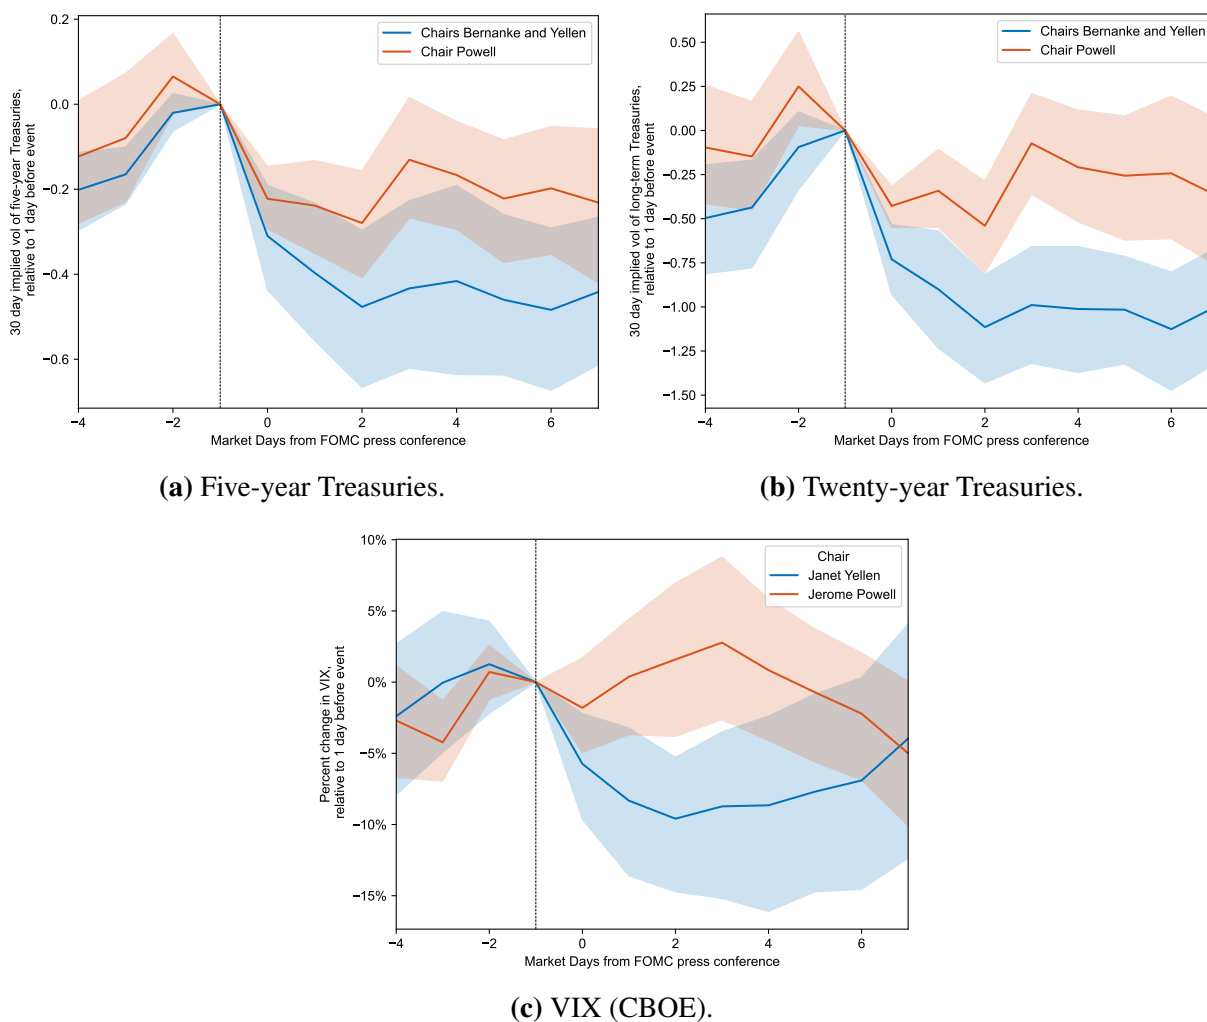 0.2
0.0
−0.2
−0.4
−0.6
30 day implied vol of five-year Treasuries,
relative to 1 day before event
Chairs Bernanke and Yellen
Chair Powell
−4
−2
0
2
4
6
Market Days from FOMC press conference
(a) Five-year Treasuries.
0.50
0.25
0.00
−0.25
−0.50
−0.75
−1.00
−1.25
−1.50
30 day implied vol of long-term Treasuries,
relative to 1 day before event
Chairs Bernanke and Yellen
Chair Powell
−4
−2
0
2
4
6
Market Days from FOMC press conference
(b) Twenty-year Treasuries.
10%
5%
0%
−5%
−10%
−15%
Percent change in VIX,
relative to 1 day before event
Chair
Janet Yellen
Jerome Powell
−4
−2
0
2
4
6
Market Days from FOMC press conference
(c) VIX (CBOE).